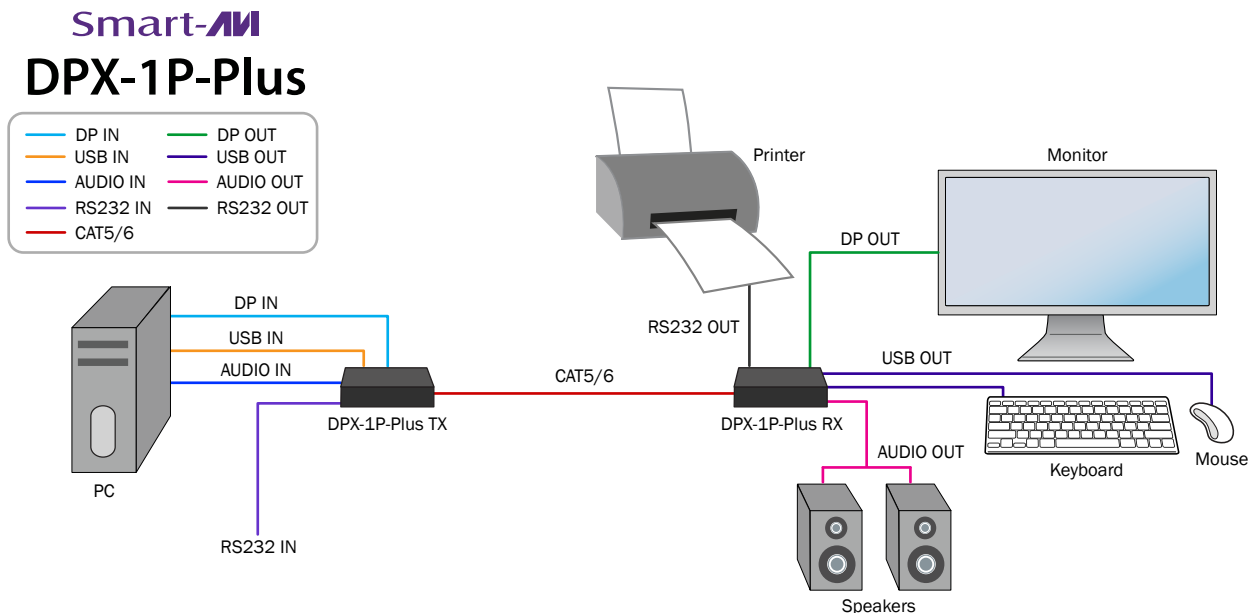 Smart-AVI
DPX-1P-Plus
DP IN
DP OUT
USB IN
USB OUT
AUDIO IN
AUDIO OUT
RS232 IN
RS232 OUT
CAT5/6
Printer
Monitor
DP OUT
DP IN
RS232 OUT
USB IN
USB OUT
AUDIO IN
CAT5/6
DPX-1P-Plus TX
DPX-1P-Plus RX
AUDIO OUT
Keyboard
Mouse
PC
RS232 IN
Speakers